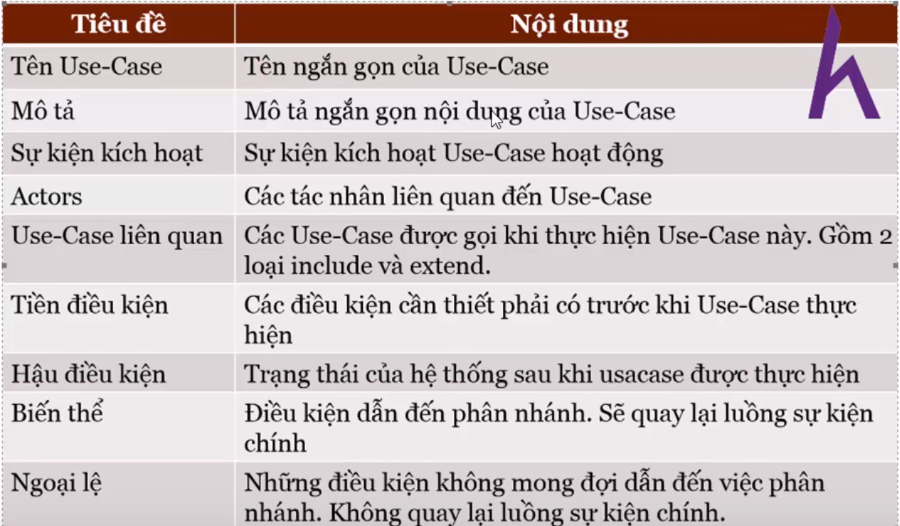 Tiêu đề Nội dung
Tên Use-Case Tên ngắn gọn của Use-Case
Mô tả Mô tả ngắn gọn nội dung của Use-Case
Sự kiện kích hoạt Sự kiện kích hoạt Use-Case hoạt động
Actors Các tác nhân liên quan đến Use-Case
Use-Case liên quan Các Use-Case được gọi khi thực hiện Use-Case này. Gồm 2
loại include và extend.
Tiền điều kiện Các điều kiện cần thiết phải có trước khi Use-Case thực
hiện
Hậu điều kiện Trạng thái của hệ thống sau khi usacase được thực hiện
Biến thể Điều kiện dẫn đến phân nhánh. Sẽ quay lại luồng sự kiện
chính
Ngoại lệ Những điều kiện không mong đợi dẫn đến việc phân
nhánh. Không quay lại luồng sự kiện chính.